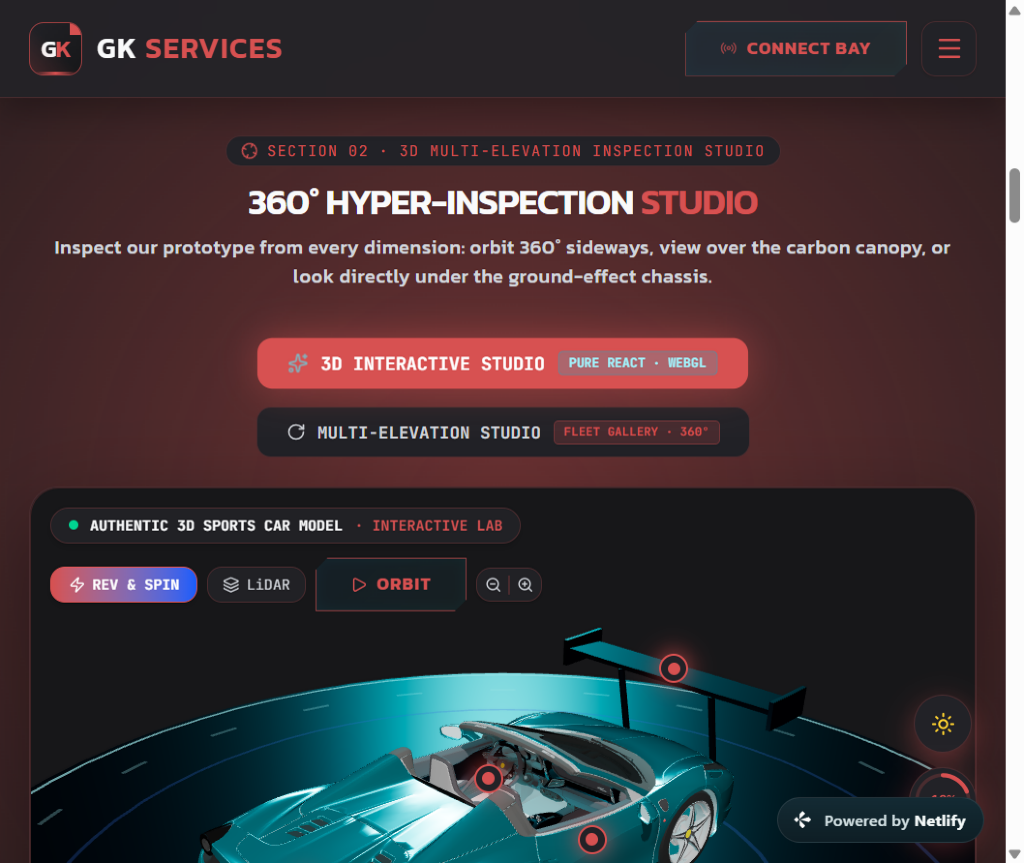 GK
GK SERVICES
CONNECT BAY
SECTION 02 · 3D MULTI-ELEVATION INSPECTION STUDIO
360° HYPER-INSPECTION STUDIO
Inspect our prototype from every dimension: orbit 360° sideways, view over the carbon canopy, or
look directly under the ground-effect chassis.
3D INTERACTIVE STUDIO PURE REACT · WEBGL
MULTI-ELEVATION STUDIO FLEET GALLERY · 360°
AUTHENTIC 3D SPORTS CAR MODEL · INTERACTIVE LAB
REV & SPIN LiDAR ORBIT
Powered by Netlify